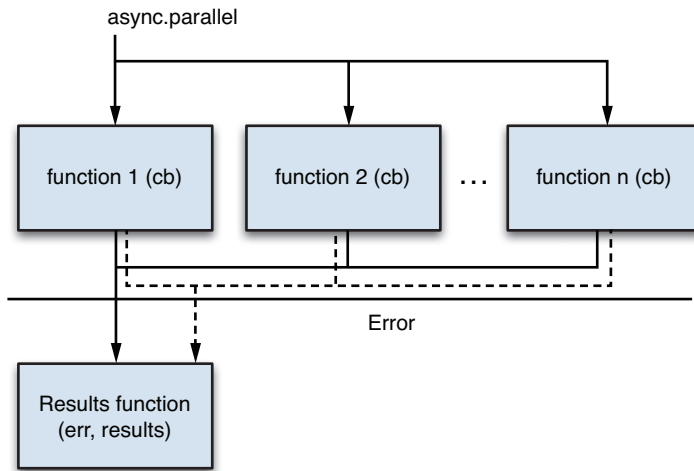 async.parallel
function 1 (cb)
function 2 (cb)
...
function n (cb)
Error
Results function
(err, results)